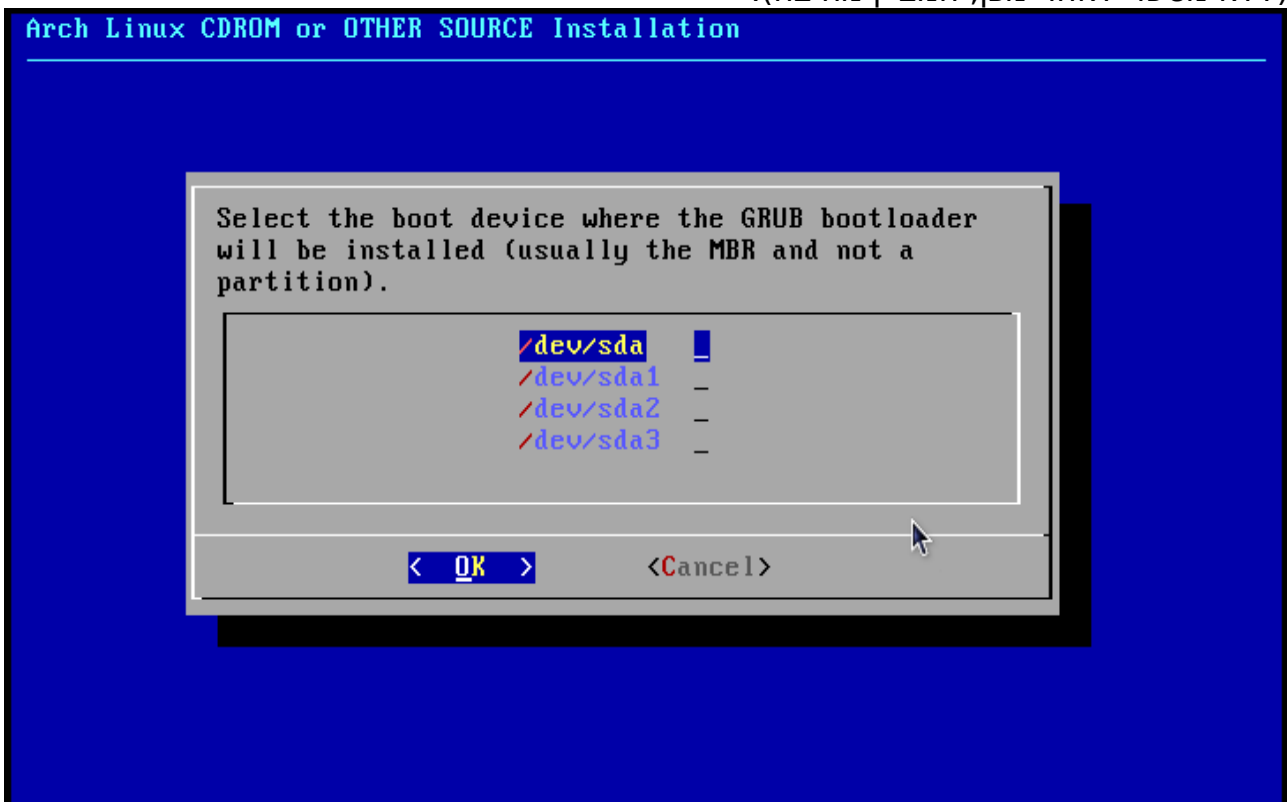 Arch Linux CDROM or OTHER SOURCE Installation
Select the boot device where the GRUB bootloader
will be installed (usually the MBR and not a
partition).
/dev/sda _
/dev/sda1 _
/dev/sda2 _
/dev/sda3 _
< OK > <Cancel>